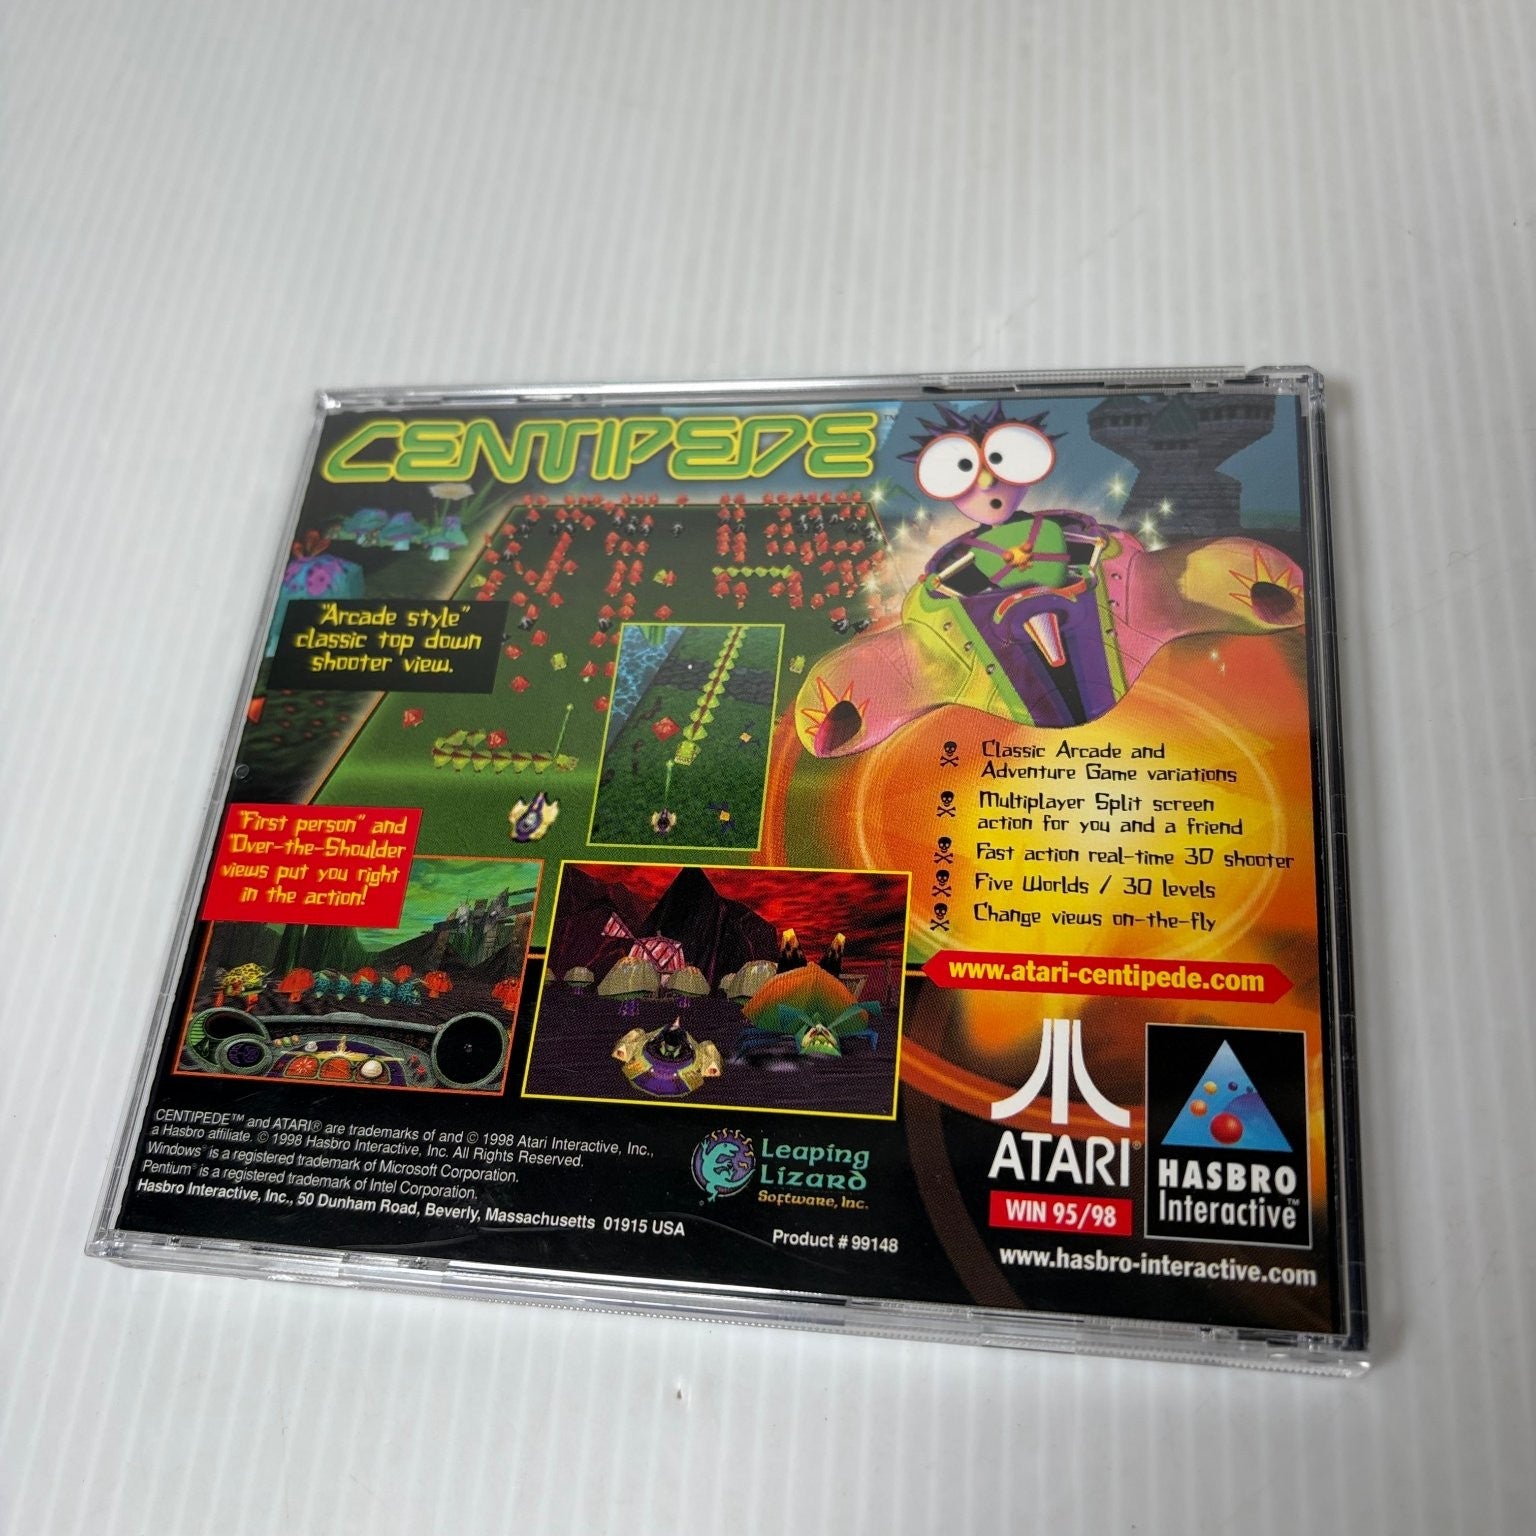 CENTIPEDE™
"Arcade style"
classic top down
shooter view.
"First person" and
"Over-the-Shoulder
views put you right
in the action!
Classic Arcade and
Adventure Game variations
Multiplayer Split screen
action for you and a friend
Fast action real-time 3D shooter
Five Worlds / 30 levels
Change views on-the-fly
www.atari-centipede.com
CENTIPEDE™ and ATARI® are trademarks of and © 1998 Atari Interactive, Inc.,
a Hasbro affiliate. © 1998 Hasbro Interactive, Inc. All Rights Reserved.
Windows® is a registered trademark of Microsoft Corporation.
Pentium® is a registered trademark of Intel Corporation.
Hasbro Interactive, Inc., 50 Dunham Road, Beverly, Massachusetts 01915 USA
Leaping
Lizard
Software, Inc.
Product # 99148
ATARI®
WIN 95/98
HASBRO
Interactive™
www.hasbro-interactive.com